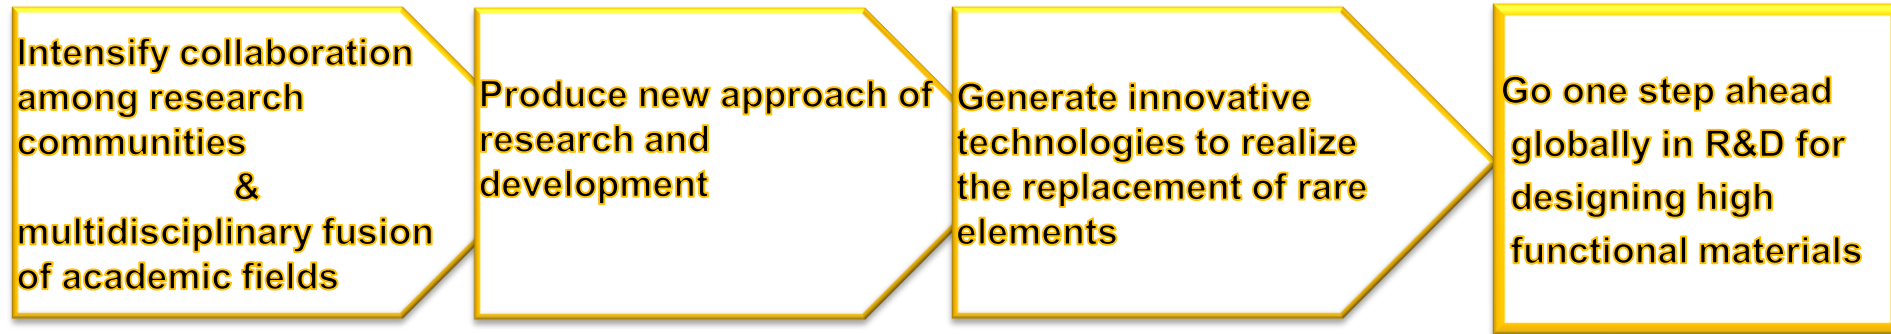 Intensify collaboration
among research
communities
&
multidisciplinary fusion
of academic fields
Produce new approach of
research and
development
Generate innovative
technologies to realize
the replacement of rare
elements
Go one step ahead
globally in R&D for
designing high
functional materials